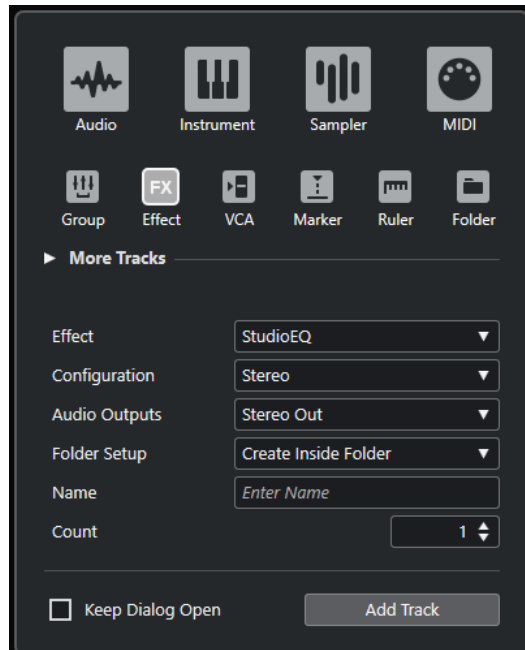 Audio Instrument Sampler MIDI
FX
Group Effect VCA Marker Ruler Folder
More Tracks
Effect StudioEQ
Configuration Stereo
Audio Outputs Stereo Out
Folder Setup Create Inside Folder
Name Enter Name
Count 1
Keep Dialog Open Add Track